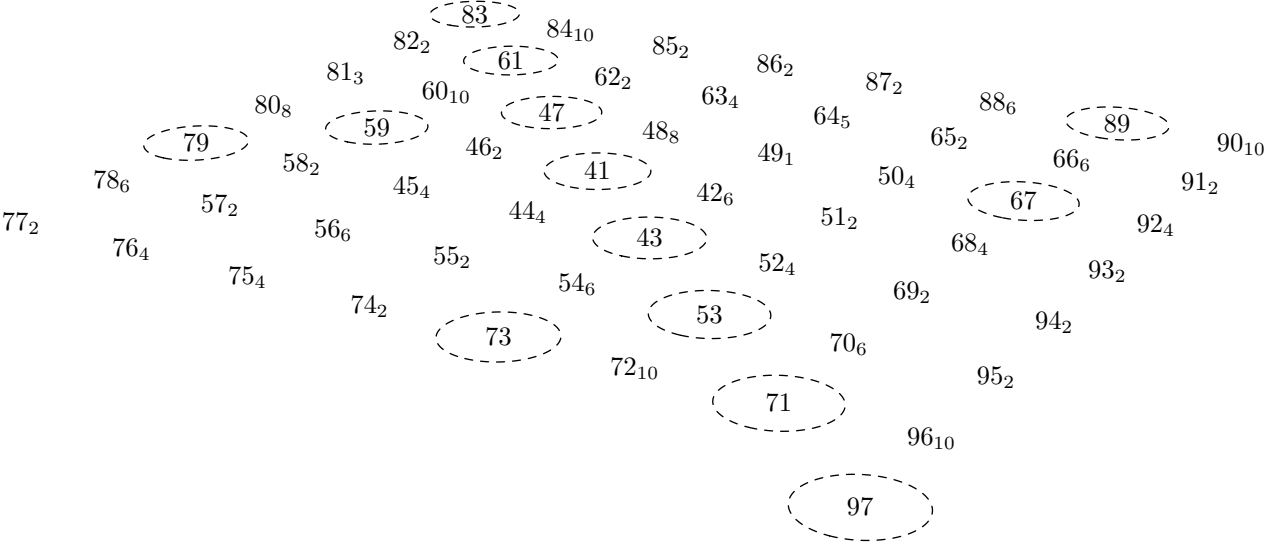 83
82₂ 84₁₀ 85₂
81₃ 61 62₂ 86₂
80₈ 60₁₀ 47 63₄ 87₂
79 59 46₂ 48₈ 64₅ 88₆
78₆ 58₂ 45₄ 41 49₁ 65₂ 89
77₂ 57₂ 44₄ 42₆ 50₄ 66₆ 90₁₀
76₄ 56₆ 43 51₂ 67 91₂
75₄ 55₂ 52₄ 68₄ 92₄
74₂ 54₆ 69₂ 93₂
73 53 70₆ 94₂
72₁₀ 71 95₂
96₁₀
97